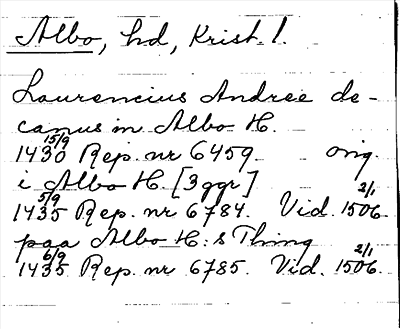 Albo, hd, Krist. l.
Laurencius Andree de-
canus in Albo H.
1430 15/9 Rep. nr 6459. orig.
i Albo H. [3 ggr]
1435 5/9 Rep. nr 6784. Vid. 1506 2/1
paa Albo H:s Thing
1435 6/9 Rep. nr 6785. Vid. 1506 2/1